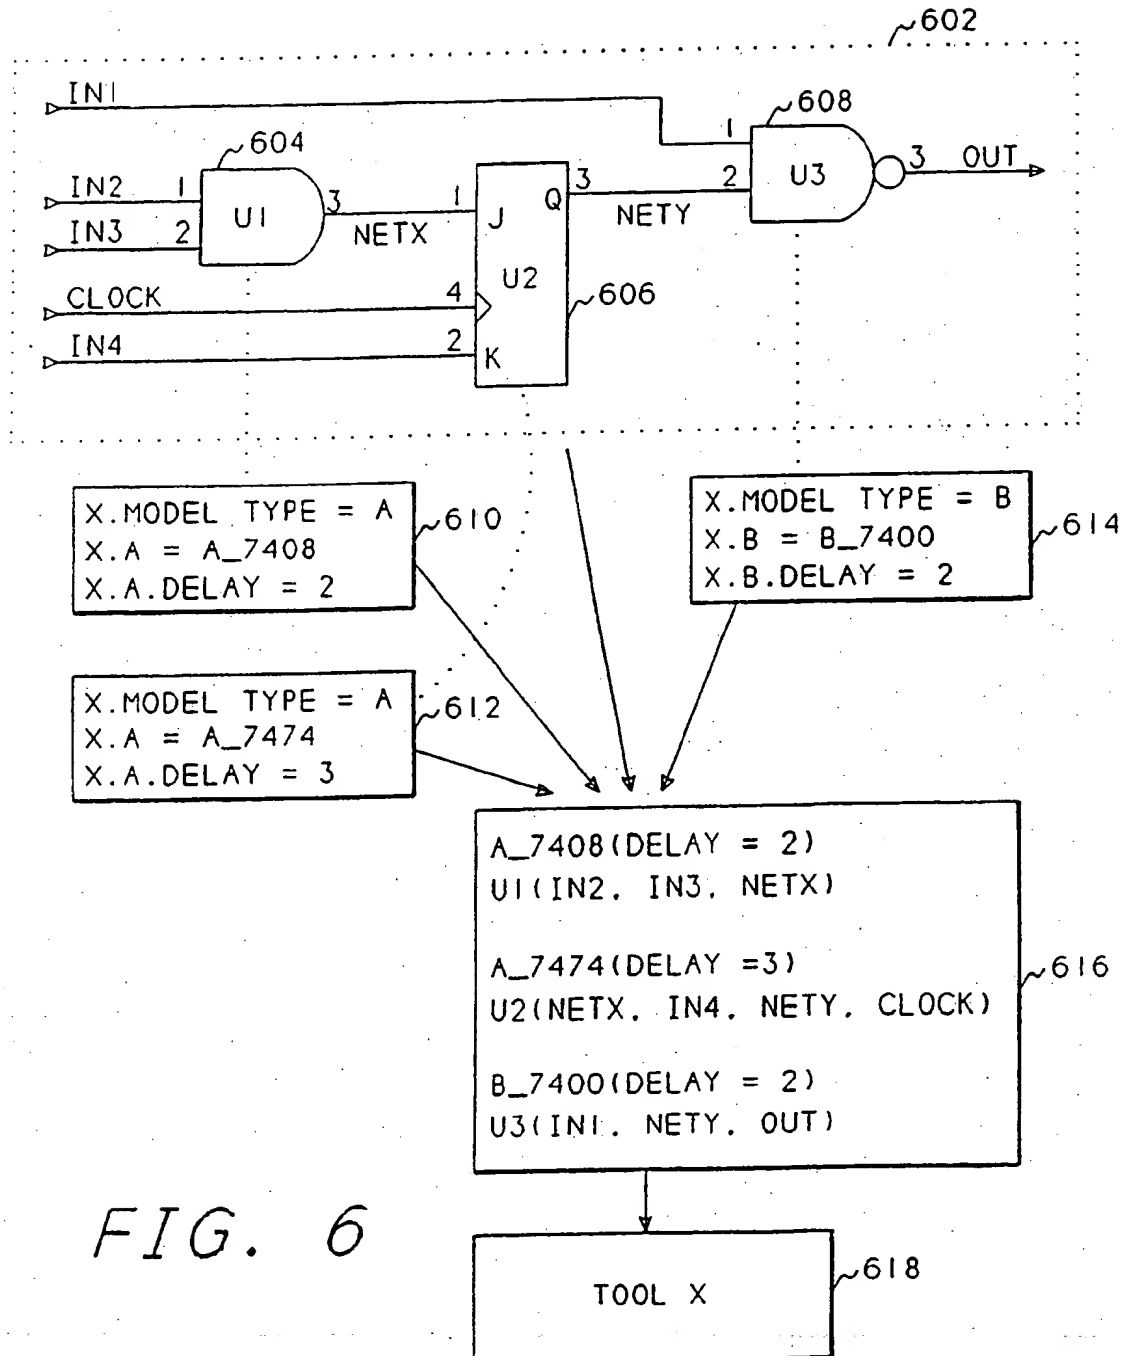 602
IN1
608
1
604
IN2
1
U1
3
NETX
1
J
Q
3
NETY
2
U3
3
OUT
IN3
2
U2
606
CLOCK
4
IN4
2
K
X.MODEL TYPE = A
X.A = A_7408
X.A.DELAY = 2
610
X.MODEL TYPE = B
X.B = B_7400
X.B.DELAY = 2
614
X.MODEL TYPE = A
X.A = A_7474
X.A.DELAY = 3
612
A_7408(DELAY = 2)
U1(IN2. IN3. NETX)
A_7474(DELAY =3)
U2(NETX. IN4. NETY. CLOCK)
B_7400(DELAY = 2)
U3(IN1. NETY. OUT)
616
FIG. 6
TOOL X
618